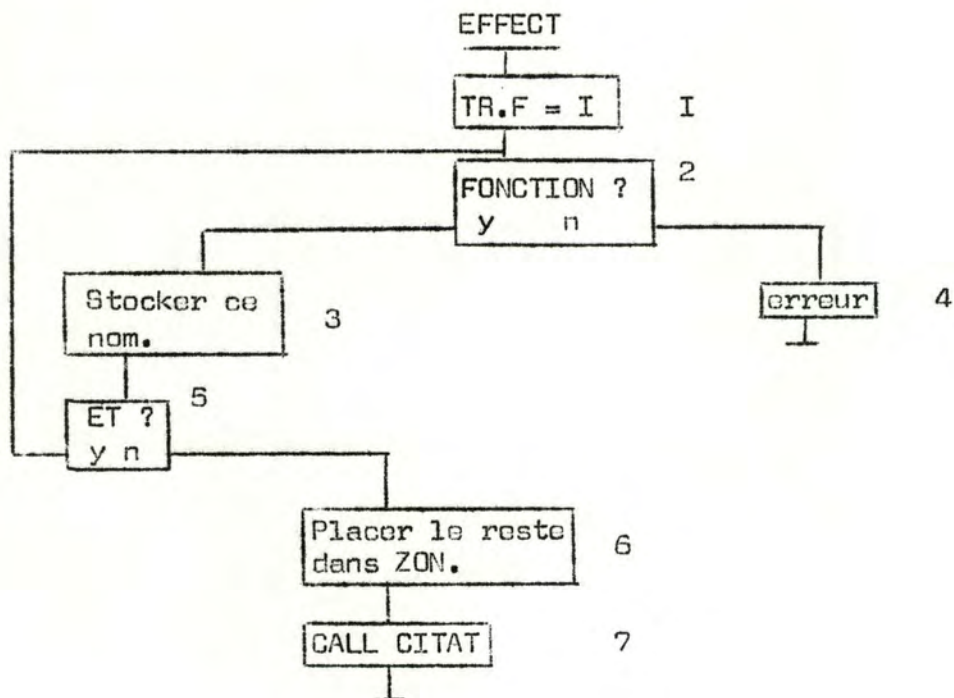 EFFECT
TR.F = I
I
FONCTION ?
y n
2
Stocker ce
nom.
3
erreur
4
ET ?
y n
5
Placer le reste
dans ZON.
6
CALL CITAT
7